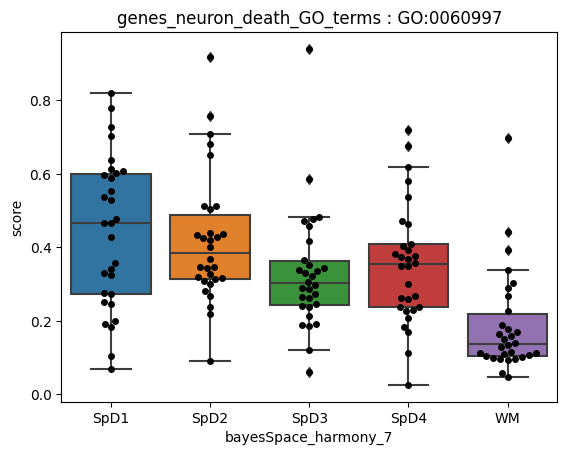 genes_neuron_death_GO_terms : GO:0060997
score
0.8
0.6
0.4
0.2
0.0
SpD1 SpD2 SpD3 SpD4 WM
bayesSpace_harmony_7